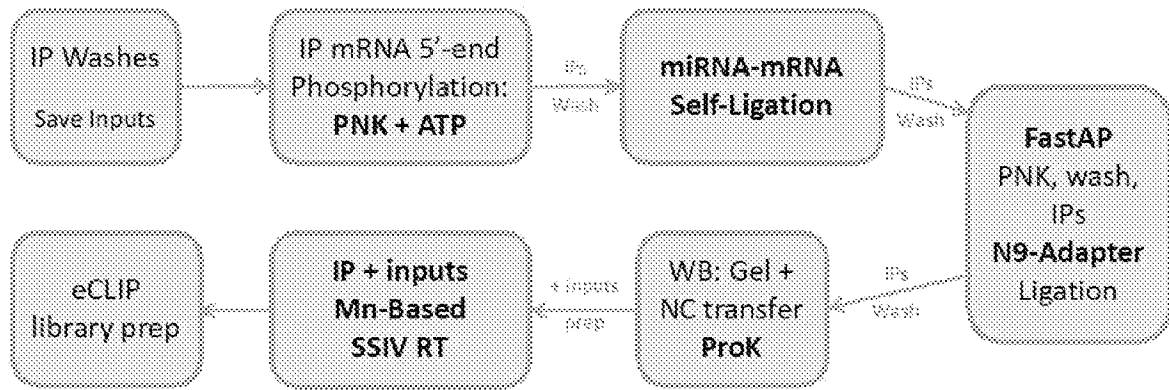 IP Washes
Save Inputs
IP mRNA 5’-end
Phosphorylation:
PNK + ATP
IPs
Wash
miRNA-mRNA
Self-Ligation
IPs
Wash
FastAP
PNK, wash,
IPs
N9-Adapter
Ligation
IPs
Wash
WB: Gel +
NC transfer
ProK
+ inputs
prep
IP + inputs
Mn-Based
SSIV RT
eCLIP
library prep